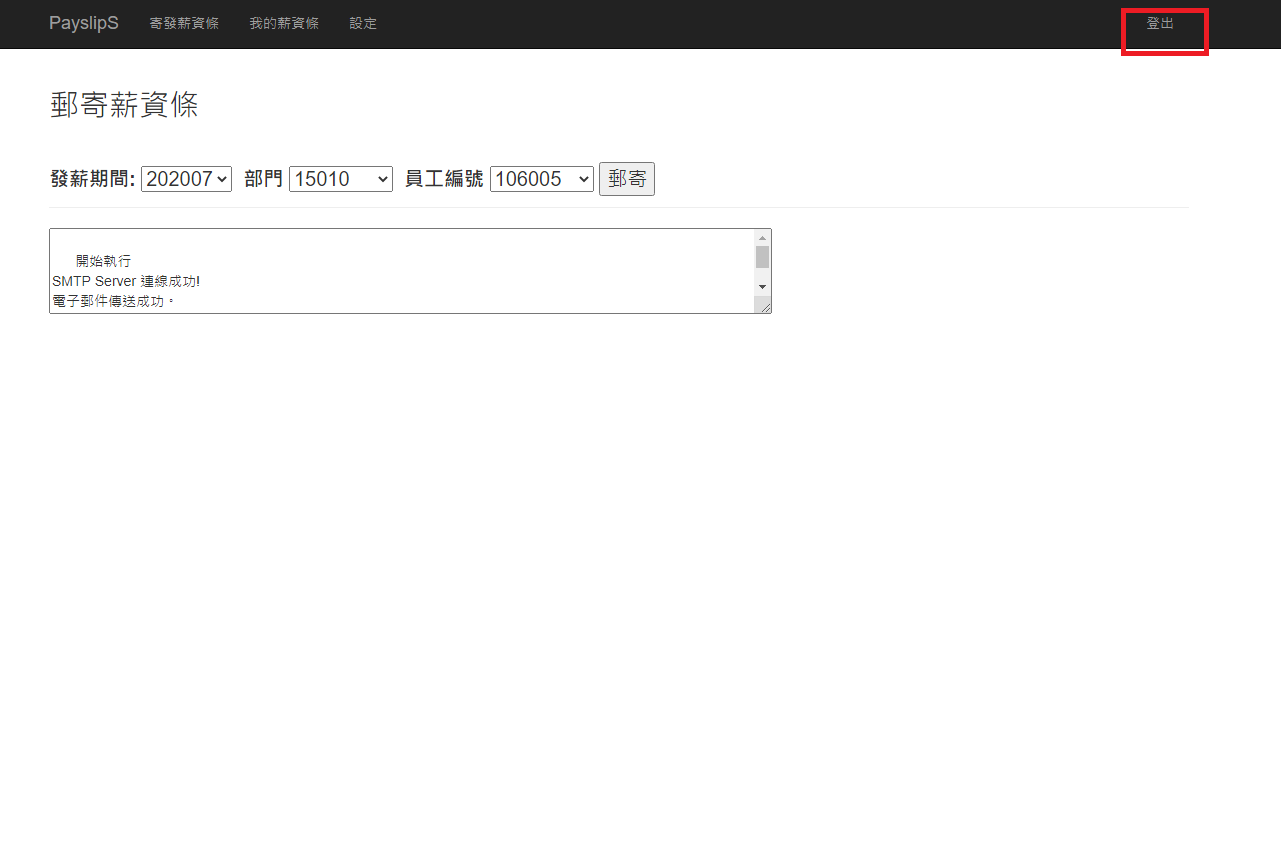 PayslipS 寄發薪資條 我的薪資條 設定 登出
郵寄薪資條
發薪期間: 202007 部門 15010 員工編號 106005 郵寄
開始執行
SMTP Server 連線成功!
電子郵件傳送成功。